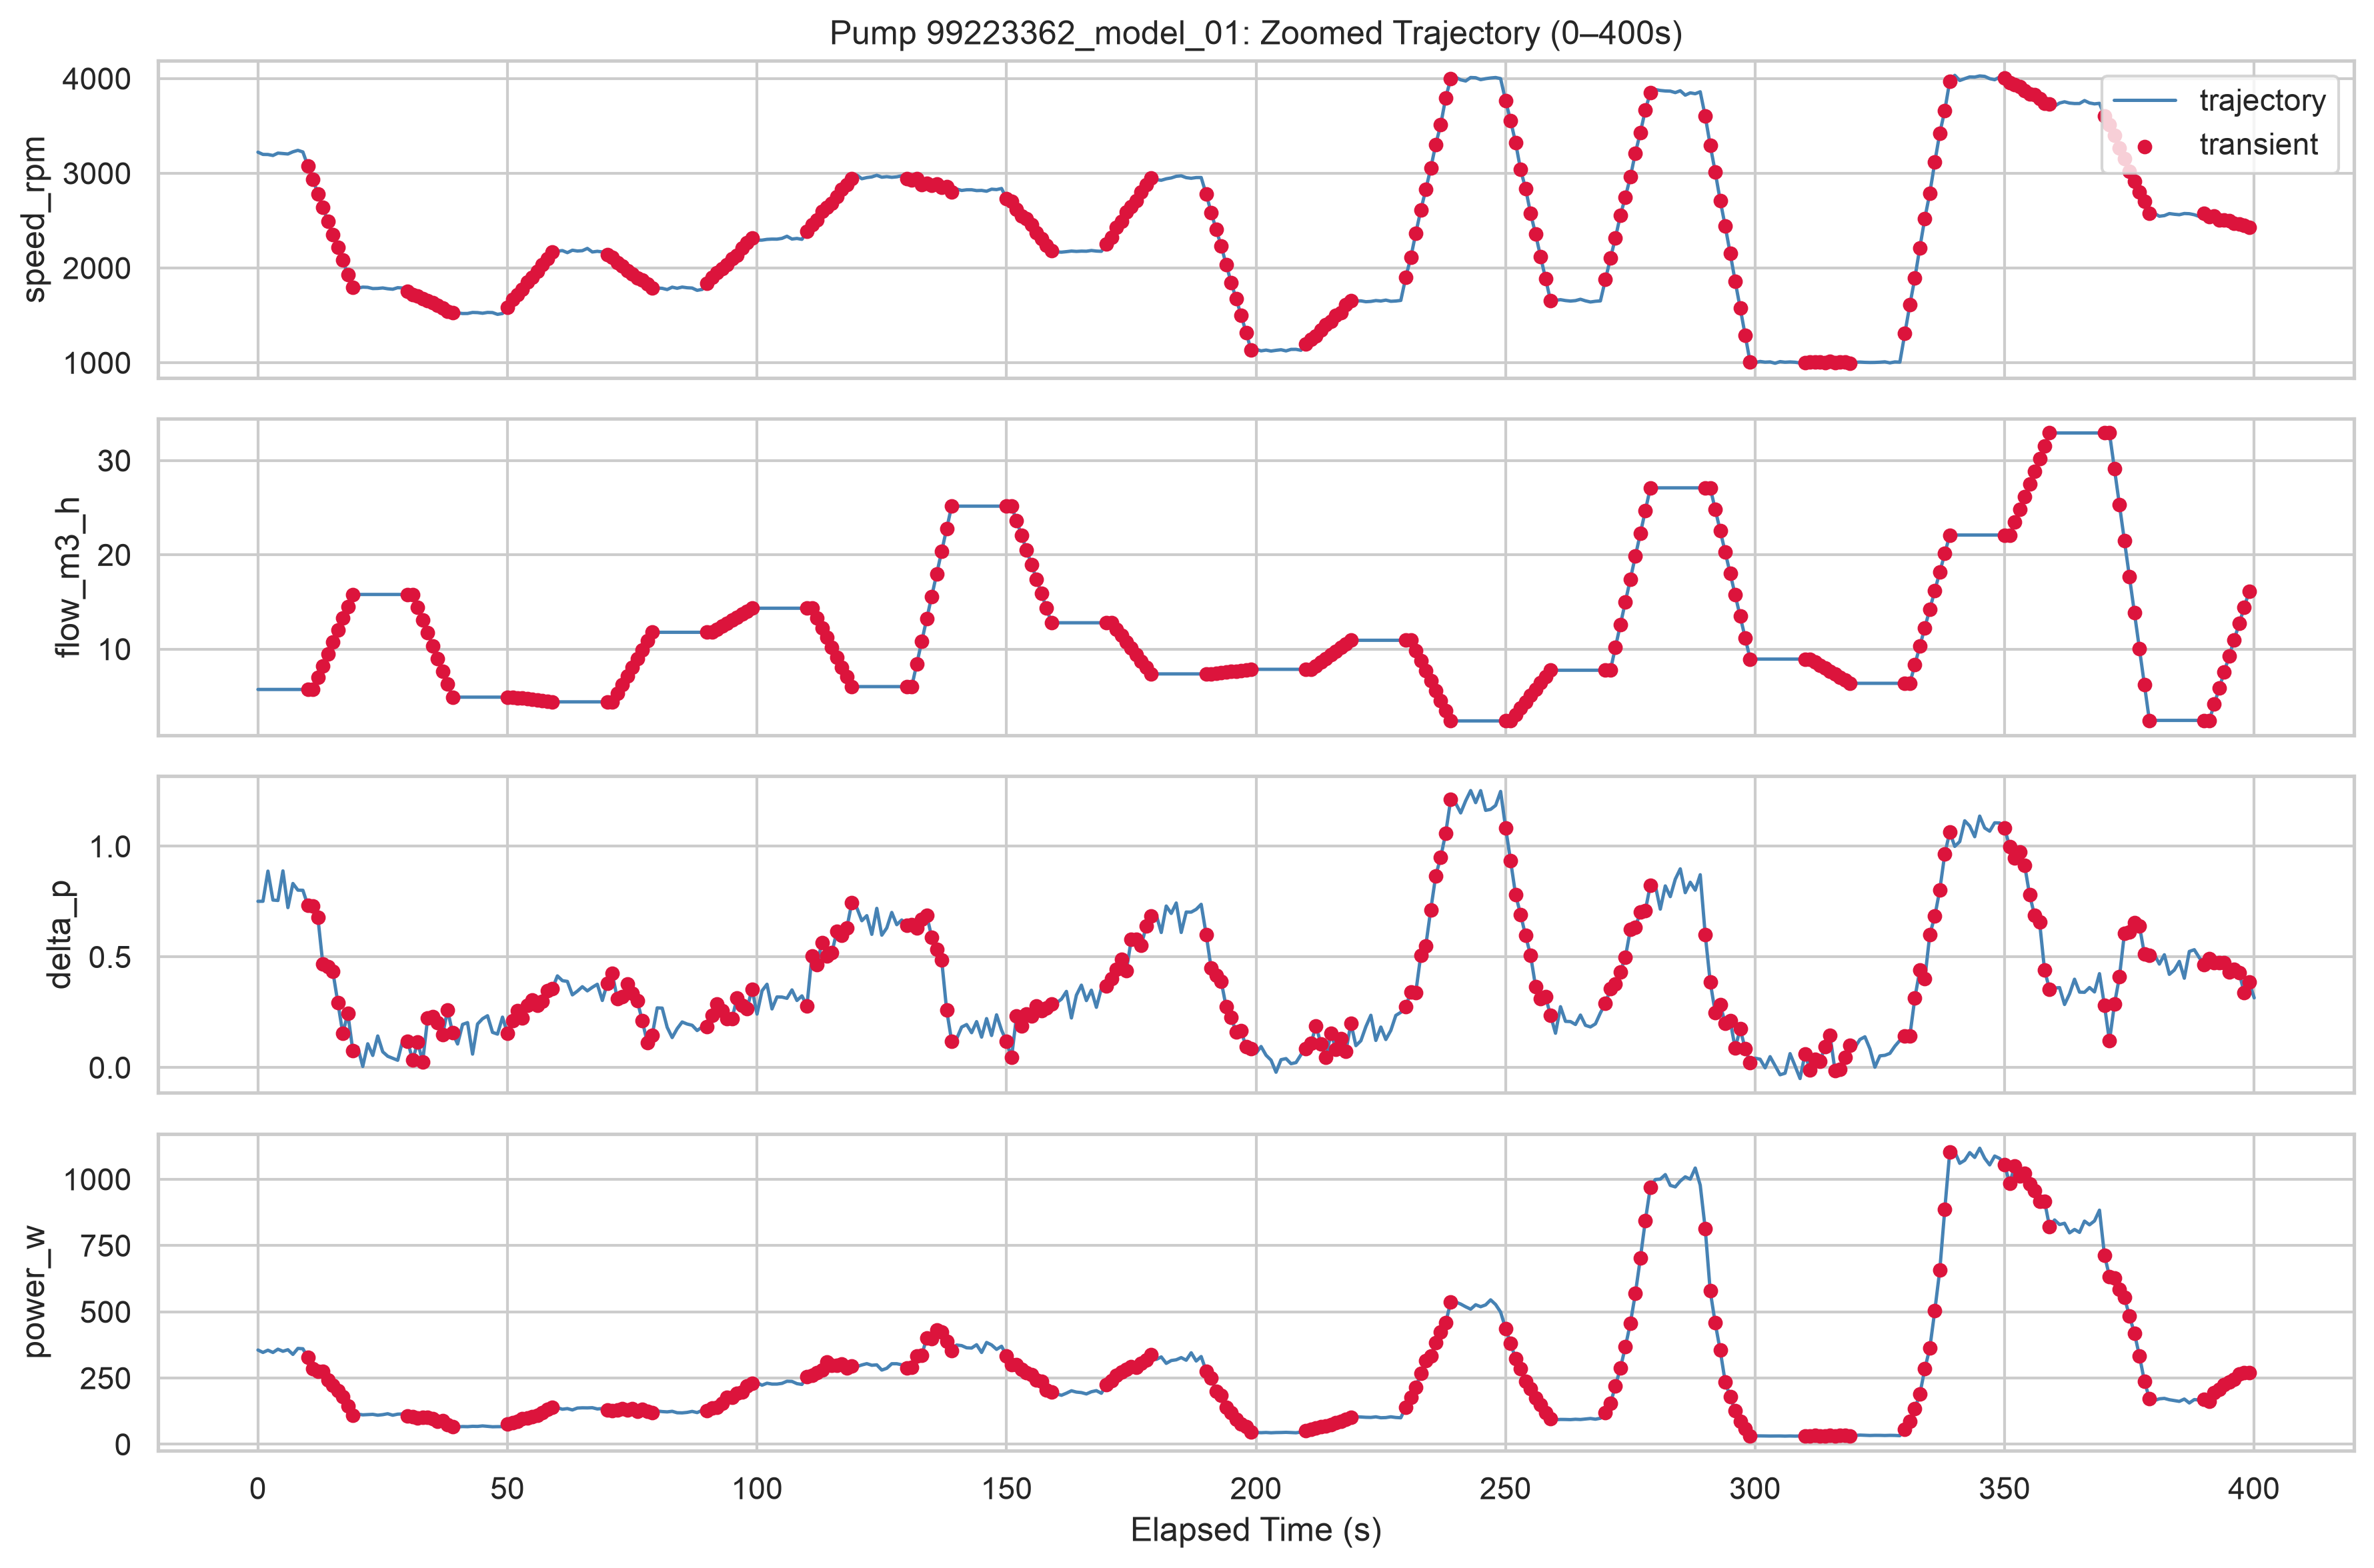 Pump 99223362_model_01: Zoomed Trajectory (0–400s)
4000
3000
2000
1000
speed_rpm
trajectory
transient
30
20
10
flow_m3_h
1.0
0.5
0.0
delta_p
1000
750
500
250
0
power_w
0 50 100 150 200 250 300 350 400
Elapsed Time (s)